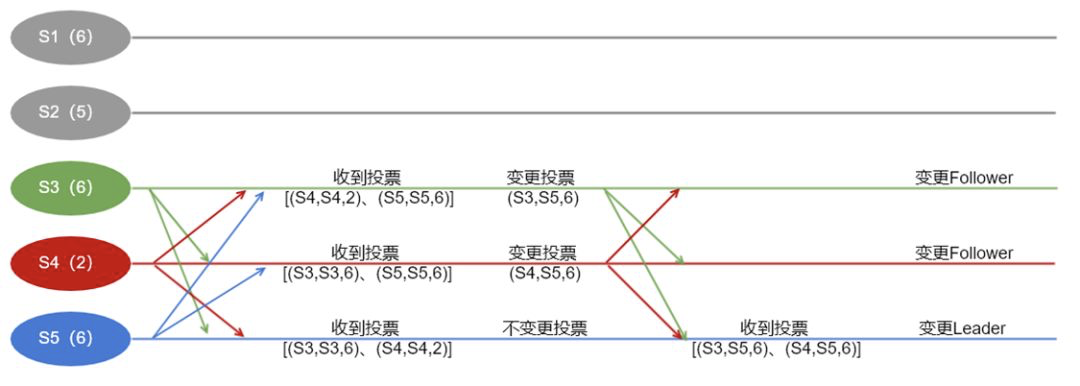 S1（6）
S2（5）
S3（6）
收到投票
[(S4,S4,2)、(S5,S5,6)]
变更投票
(S3,S5,6)
变更Follower
S4（2）
收到投票
[(S3,S3,6)、(S5,S5,6)]
变更投票
(S4,S5,6)
变更Follower
S5（6）
收到投票
[(S3,S3,6)、(S4,S4,2)]
不变更投票
收到投票
[(S3,S5,6)、(S4,S5,6)]
变更Leader